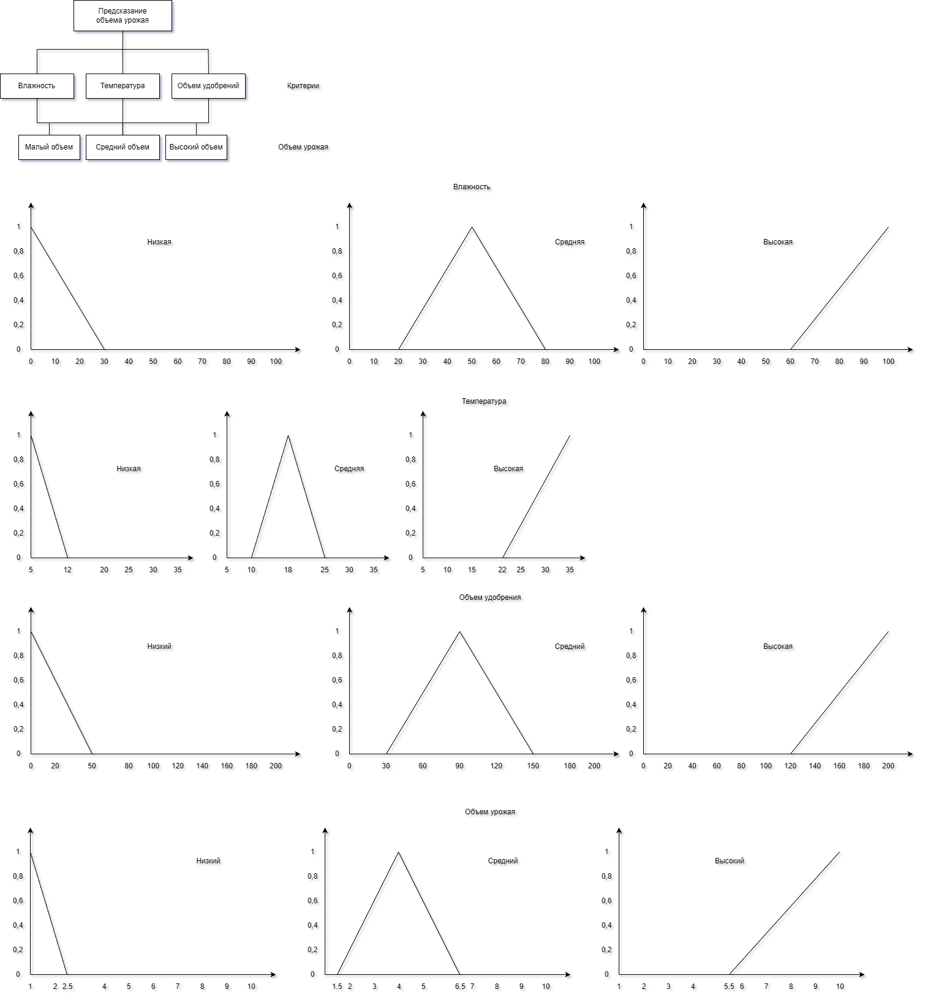 Предсказание
объема урожая
Влажность
Температура
Объем удобрений
Критерии
Малый объем
Средний объем
Высокий объем
Объем урожая
Влажность
1
0,8
0,6
0,4
0,2
0
Низкая
0 10 20 30 40 50 60 70 80 90 100
1
0,8
0,6
0,4
0,2
0
Средняя
0 10 20 30 40 50 60 70 80 90 100
1
0,8
0,6
0,4
0,2
0
Высокая
0 10 20 30 40 50 60 70 80 90 100
Температура
1
0,8
0,6
0,4
0,2
0
Низкая
5 12 20 25 30 35
1
0,8
0,6
0,4
0,2
0
Средняя
5 10 18 25 30 35
1
0,8
0,6
0,4
0,2
0
Высокая
5 10 15 22 25 30 35
Объем удобрения
1
0,8
0,6
0,4
0,2
0
Низкий
0 20 50 80 100 120 140 160 180 200
1
0,8
0,6
0,4
0,2
0
Средний
0 30 60 90 120 150 180 200
1
0,8
0,6
0,4
0,2
0
Высокая
0 20 40 60 80 100 120 140 160 180 200
Объем урожая
1
0,8
0,6
0,4
0,2
0
Низкий
1 2 2.5 4 5 6 7 8 9 10
1
0,8
0,6
0,4
0,2
0
Средний
1.5 2 3 4 5 6.5 7 8 9 10
1
0,8
0,6
0,4
0,2
0
Высокий
1 2 3 4 5.5 6 7 8 9 10